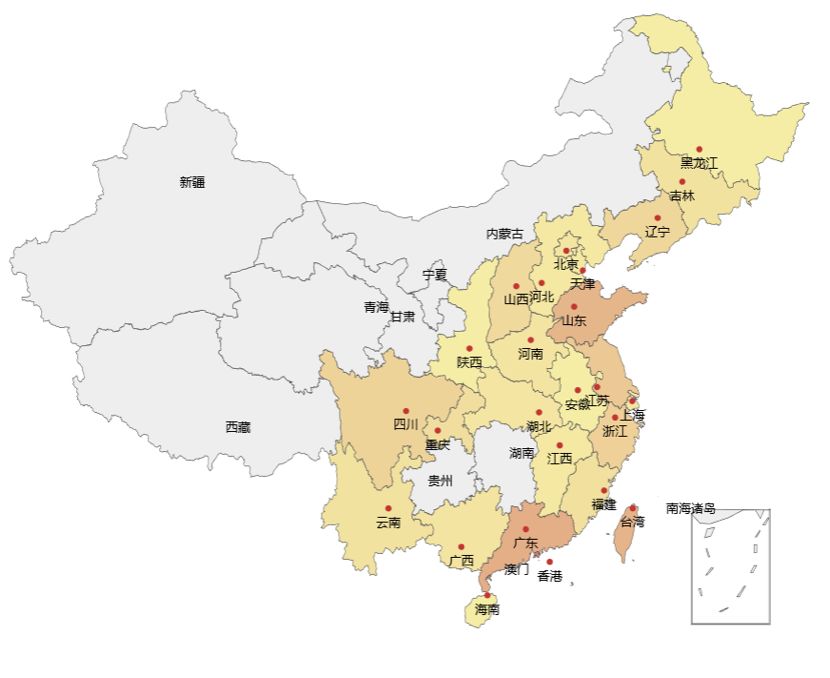 黑龙江
新疆
吉林
辽宁
内蒙古
北京
宁夏
天津
山西
河北
青海
甘肃
山东
陕西
河南
四川
安徽
江苏
上海
西藏
湖北
浙江
重庆
湖南
江西
贵州
福建
南海诸岛
云南
台湾
广东
广西
澳门
香港
海南